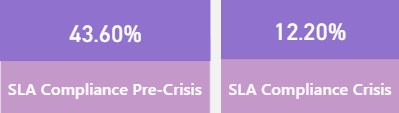 43.60%
SLA Compliance Pre-Crisis
12.20%
SLA Compliance Crisis